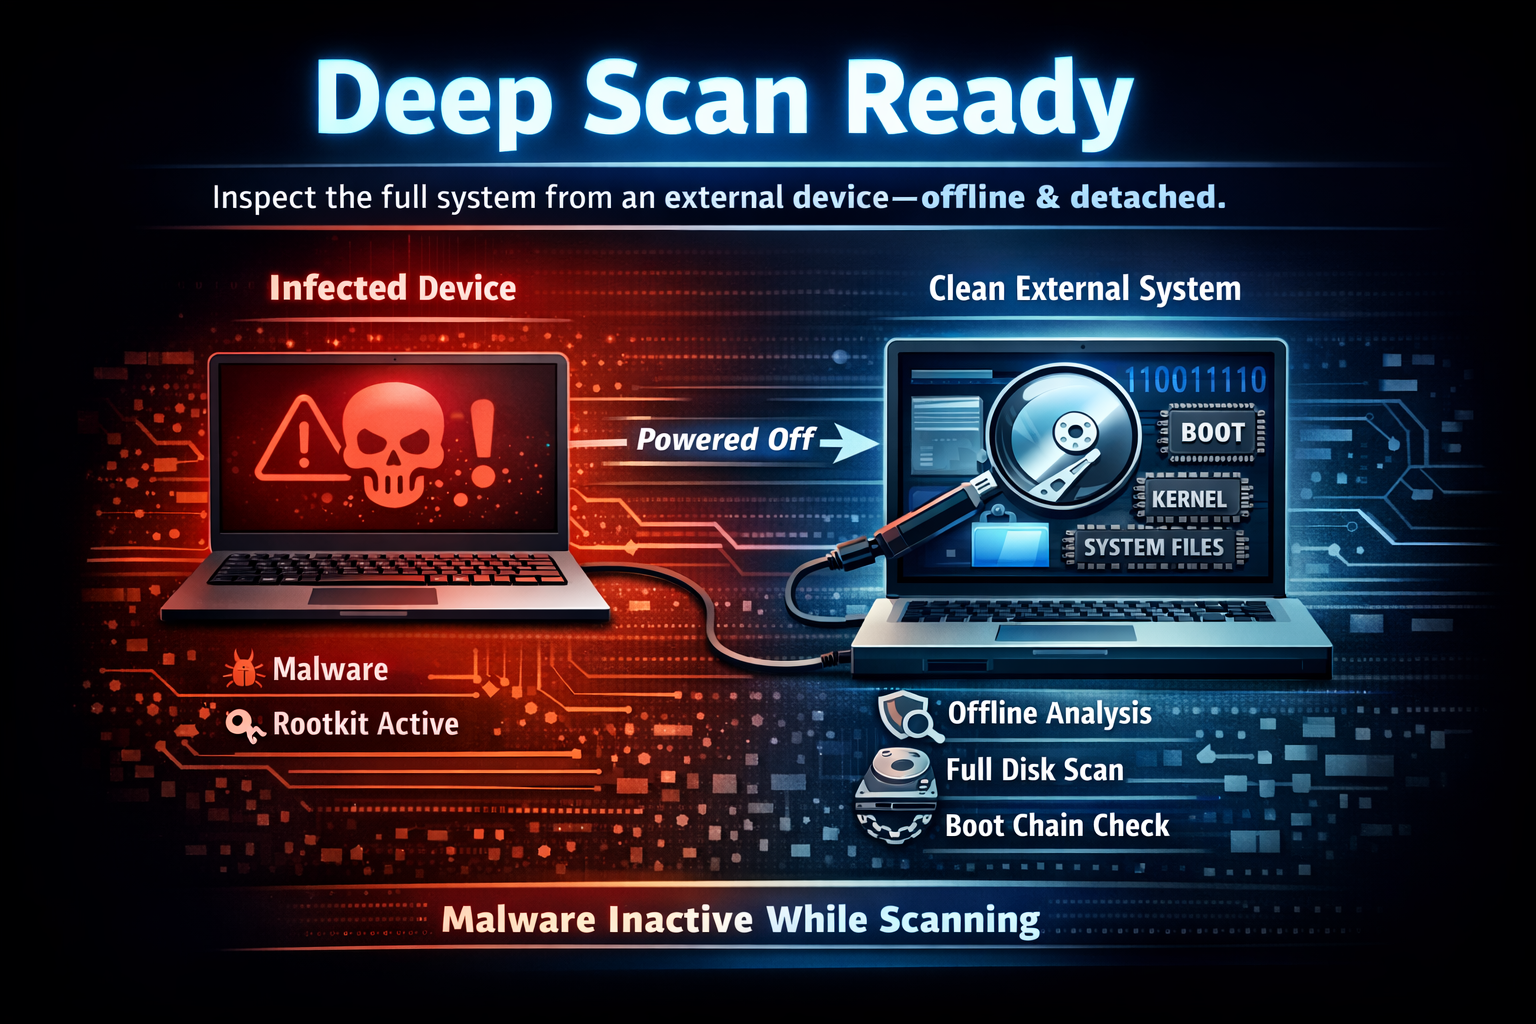 Deep Scan Ready
Inspect the full system from an external device—offline & detached.
Infected Device
Clean External System
Powered Off
110011110
BOOT
KERNEL
SYSTEM FILES
Malware
Rootkit Active
Offline Analysis
Full Disk Scan
Boot Chain Check
Malware Inactive While Scanning